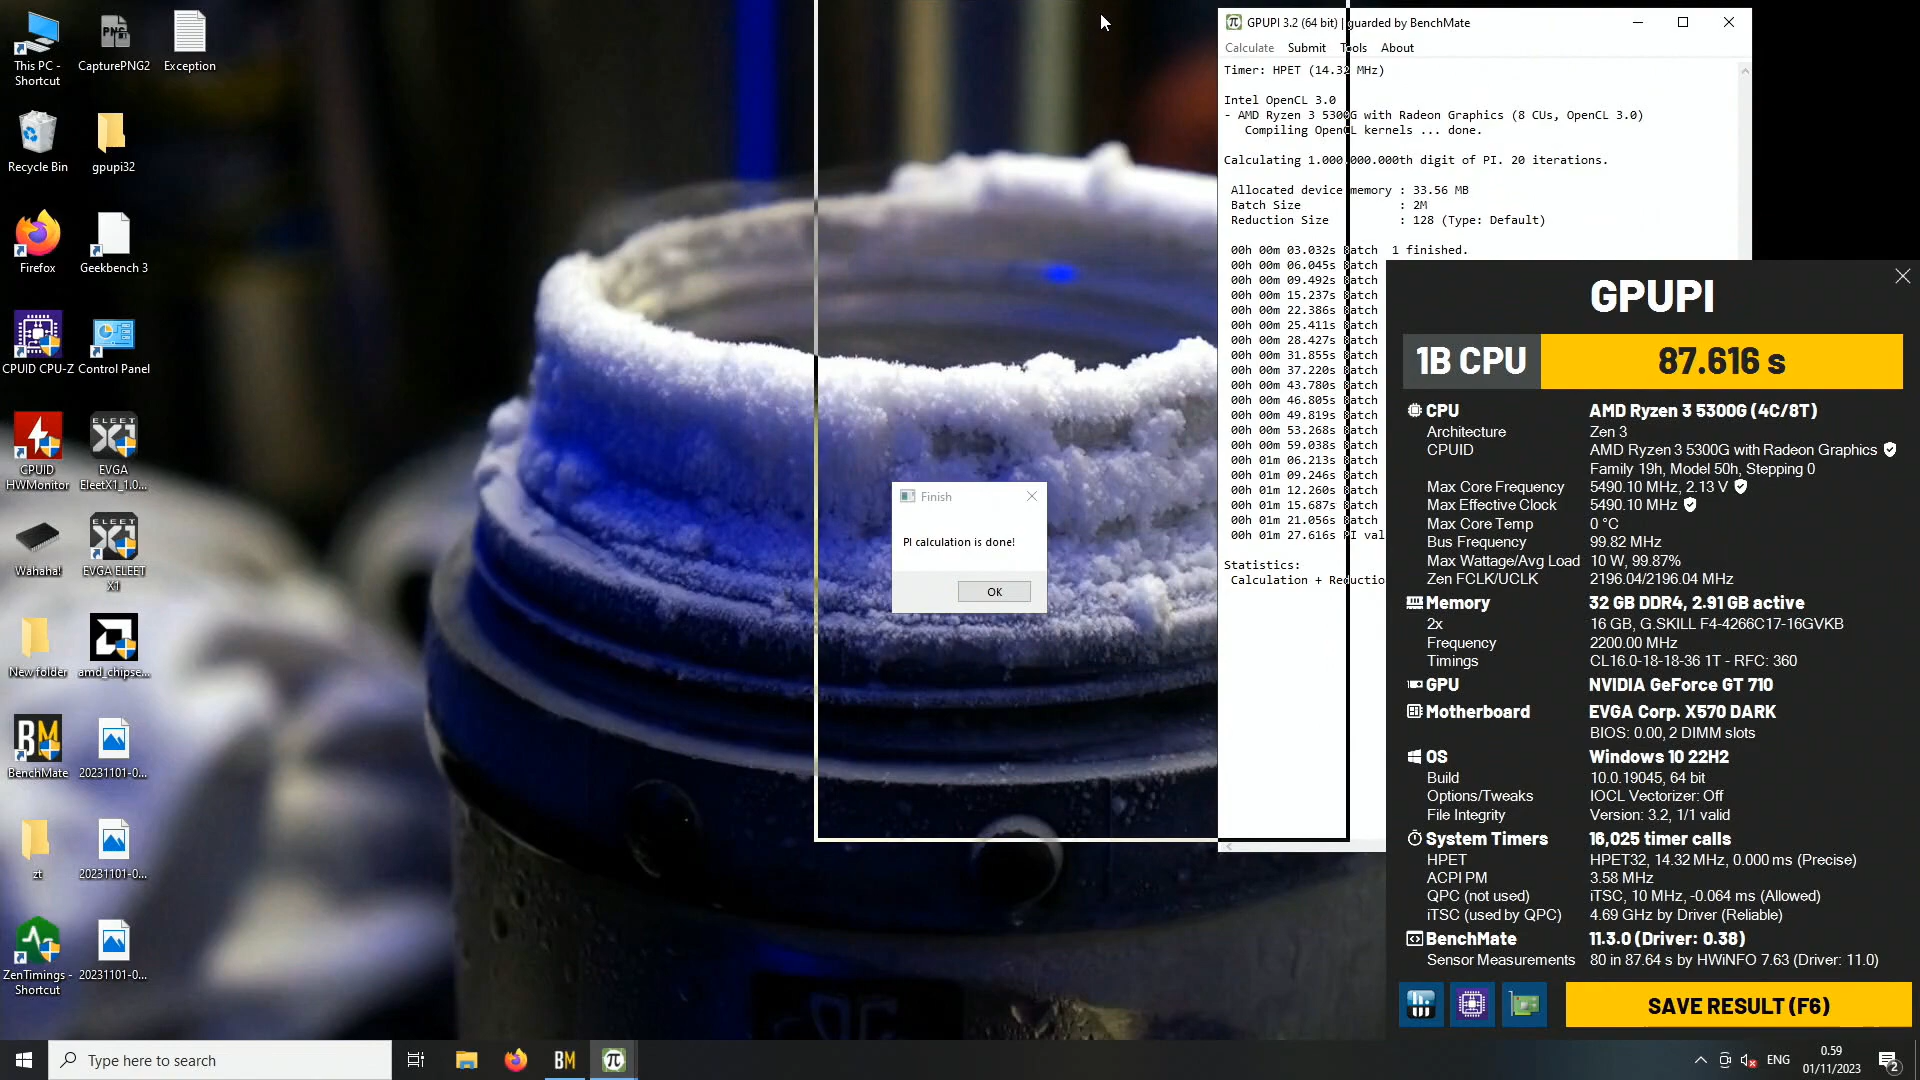 This PC - Shortcut
CapturePNG2
Exception
Recycle Bin
gpupi32
Firefox
Geekbench 3
CPUID CPU-Z
Control Panel
CPUID HWMonitor
EVGA EleetX1_1.0...
Wahaha!
EVGA ELEET X1
New folder
amd_chipse...
BenchMate
20231101-0...
zt
20231101-0...
ZenTimings - Shortcut
20231101-0...
GPUPI 3.2 (64 bit) | guarded by BenchMate
Calculate Submit Tools About
Timer: HPET (14.32 MHz)
Intel OpenCL 3.0
- AMD Ryzen 3 5300G with Radeon Graphics (8 CUs, OpenCL 3.0)
Compiling OpenCL kernels ... done.
Calculating 1.000.000.000th digit of PI. 20 iterations.
Allocated device memory : 33.56 MB
Batch Size : 2M
Reduction Size : 128 (Type: Default)
00h 00m 03.032s Batch 1 finished.
00h 00m 06.045s Batch
00h 00m 09.492s Batch
00h 00m 15.237s Batch
00h 00m 22.386s Batch
00h 00m 25.411s Batch
00h 00m 28.427s Batch
00h 00m 31.855s Batch
00h 00m 37.220s Batch
00h 00m 43.780s Batch
00h 00m 46.805s Batch
00h 00m 49.819s Batch
00h 00m 53.268s Batch
00h 00m 59.038s Batch
00h 01m 06.213s Batch
00h 01m 09.246s Batch
00h 01m 12.260s Batch
00h 01m 15.687s Batch
00h 01m 21.056s Batch
00h 01m 27.616s PI val
Statistics:
Calculation + Reductio
Finish
PI calculation is done!
OK
GPUPI
1B CPU 87.616 s
CPU AMD Ryzen 3 5300G (4C/8T)
Architecture Zen 3
CPUID AMD Ryzen 3 5300G with Radeon Graphics
Family 19h, Model 50h, Stepping 0
Max Core Frequency 5490.10 MHz, 2.13 V
Max Effective Clock 5490.10 MHz
Max Core Temp 0 °C
Bus Frequency 99.82 MHz
Max Wattage/Avg Load 10 W, 99.87%
Zen FCLK/UCLK 2196.04/2196.04 MHz
Memory 32 GB DDR4, 2.91 GB active
2x 16 GB, G.SKILL F4-4266C17-16GVKB
Frequency 2200.00 MHz
Timings CL16.0-18-18-36 1T - RFC: 360
GPU NVIDIA GeForce GT 710
Motherboard EVGA Corp. X570 DARK
BIOS: 0.00, 2 DIMM slots
OS Windows 10 22H2
Build 10.0.19045, 64 bit
Options/Tweaks IOCL Vectorizer: Off
File Integrity Version: 3.2, 1/1 valid
System Timers 16,025 timer calls
HPET HPET32, 14.32 MHz, 0.000 ms (Precise)
ACPI PM 3.58 MHz
QPC (not used) iTSC, 10 MHz, -0.064 ms (Allowed)
iTSC (used by QPC) 4.69 GHz by Driver (Reliable)
BenchMate 11.3.0 (Driver: 0.38)
Sensor Measurements 80 in 87.64 s by HWiNFO 7.63 (Driver: 11.0)
SAVE RESULT (F6)
Type here to search
BM
ENG
0.59
01/11/2023
2